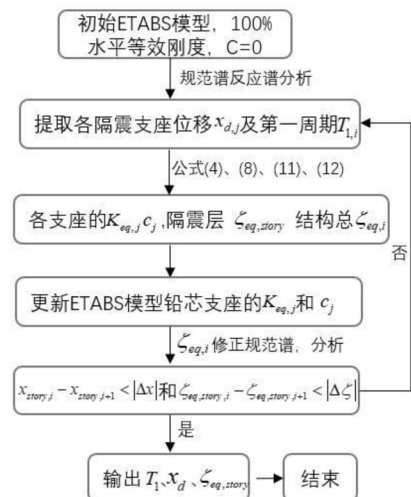 初始ETABS模型，100%
水平等效刚度，C=0
规范谱反应谱分析
提取各隔震支座位移x_{d,j}及第一周期T_{1,i}
公式(4)、(8)、(11)、(12)
各支座的K_{eq,j} c_j,隔震层 ζ_{eq,story} 结构总ζ_{eq,i}
否
更新ETABS模型铅芯支座的K_{eq,j}和 c_j
ζ_{eq,i}修正规范谱，分析
x_{story,i} - x_{story,i+1} < |Δx|和ζ_{eq,story,i} - ζ_{eq,story,i+1} < |Δζ|
是
输出 T_1、x_d 、ζ_{eq,story}
结束